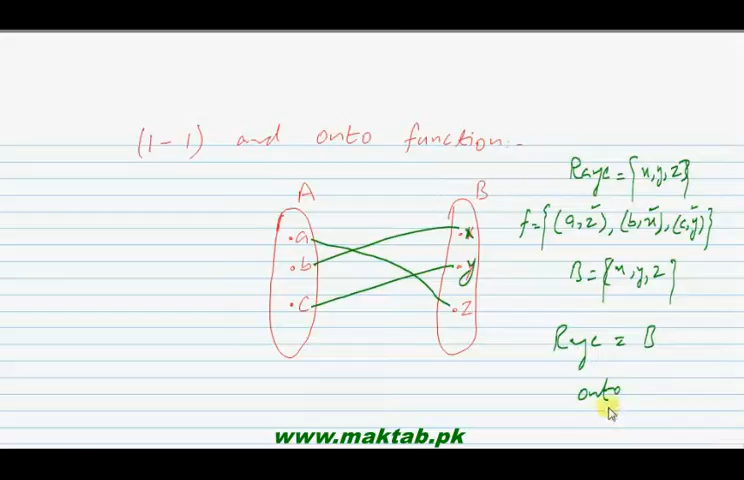 (1-1) and onto function:-
A
B
.a
.b
.c
.x
.y
.z
Range = {x,y,z}
f={(a,z),(b,x),(c,y)}
B = {x,y,z}
Range = B
onto
www.maktab.pk